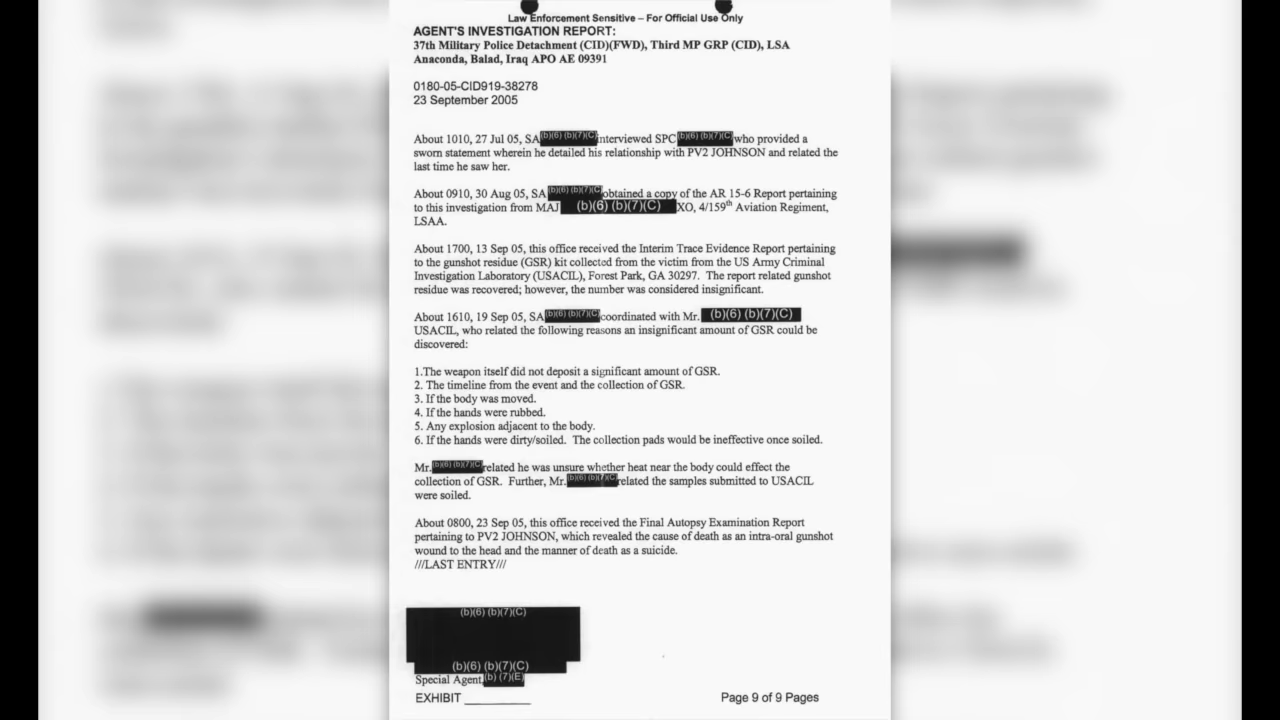 Law Enforcement Sensitive – For Official Use Only
AGENT'S INVESTIGATION REPORT:
37th Military Police Detachment (CID)(FWD), Third MP GRP (CID), LSA
Anaconda, Balad, Iraq APO AE 09391
0180-05-CID919-38278
23 September 2005
About 1010, 27 Jul 05, SA (b)(6) (b)(7)(C) interviewed SPC (b)(6) (b)(7)(C) who provided a
sworn statement wherein he detailed his relationship with PV2 JOHNSON and related the
last time he saw her.
About 0910, 30 Aug 05, SA (b)(6) (b)(7)(C) obtained a copy of the AR 15-6 Report pertaining
to this investigation from MAJ (b)(6) (b)(7)(C) XO, 4/159th Aviation Regiment,
LSAA.
About 1700, 13 Sep 05, this office received the Interim Trace Evidence Report pertaining
to the gunshot residue (GSR) kit collected from the victim from the US Army Criminal
Investigation Laboratory (USACIL), Forest Park, GA 30297. The report related gunshot
residue was recovered; however, the number was considered insignificant.
About 1610, 19 Sep 05, SA (b)(6) (b)(7)(C) coordinated with Mr. (b)(6) (b)(7)(C)
USACIL, who related the following reasons an insignificant amount of GSR could be
discovered:
1.The weapon itself did not deposit a significant amount of GSR.
2. The timeline from the event and the collection of GSR.
3. If the body was moved.
4. If the hands were rubbed.
5. Any explosion adjacent to the body.
6. If the hands were dirty/soiled. The collection pads would be ineffective once soiled.
Mr. (b)(6) (b)(7)(C) related he was unsure whether heat near the body could effect the
collection of GSR. Further, Mr. (b)(6) (b)(7)(C) related the samples submitted to USACIL
were soiled.
About 0800, 23 Sep 05, this office received the Final Autopsy Examination Report
pertaining to PV2 JOHNSON, which revealed the cause of death as an intra-oral gunshot
wound to the head and the manner of death as a suicide.
///LAST ENTRY///
(b)(6) (b)(7)(C)
(b)(6) (b)(7)(C)
Special Agent, (b) (7)(E)
EXHIBIT ________
Page 9 of 9 Pages